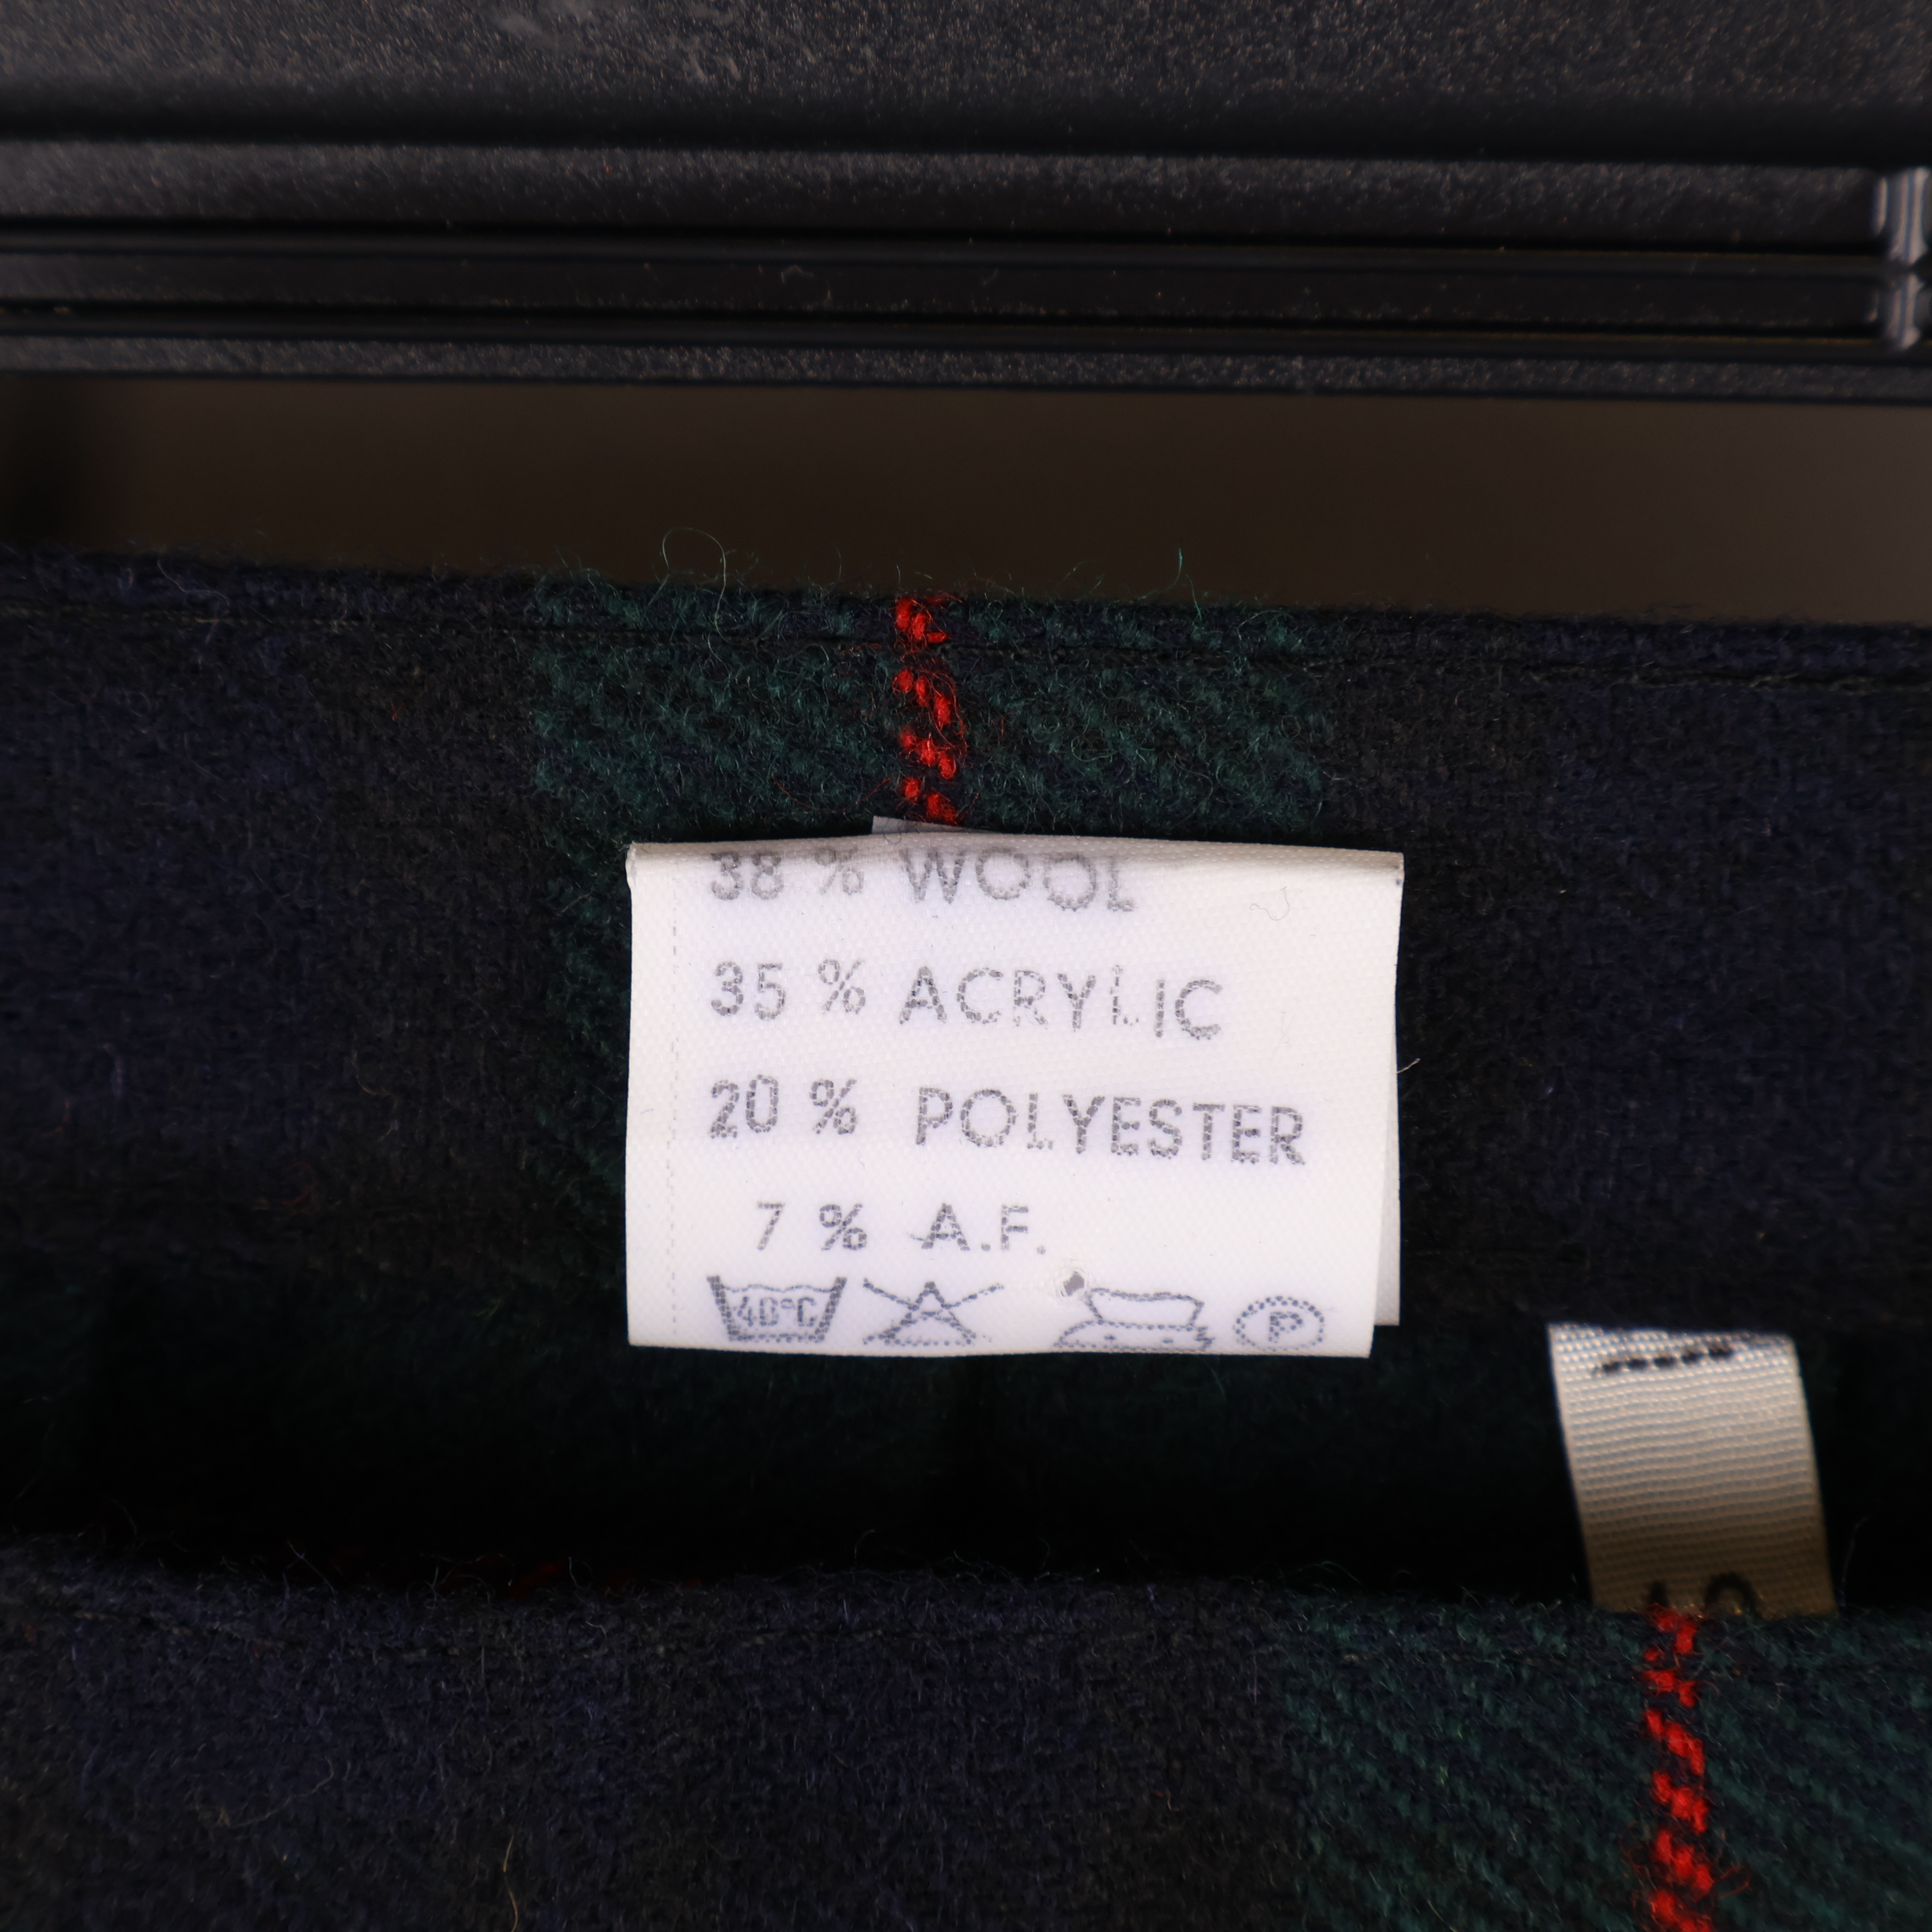 38 % WOOL
35 % ACRYLIC
20 % POLYESTER
7 % A.F.
40°C P